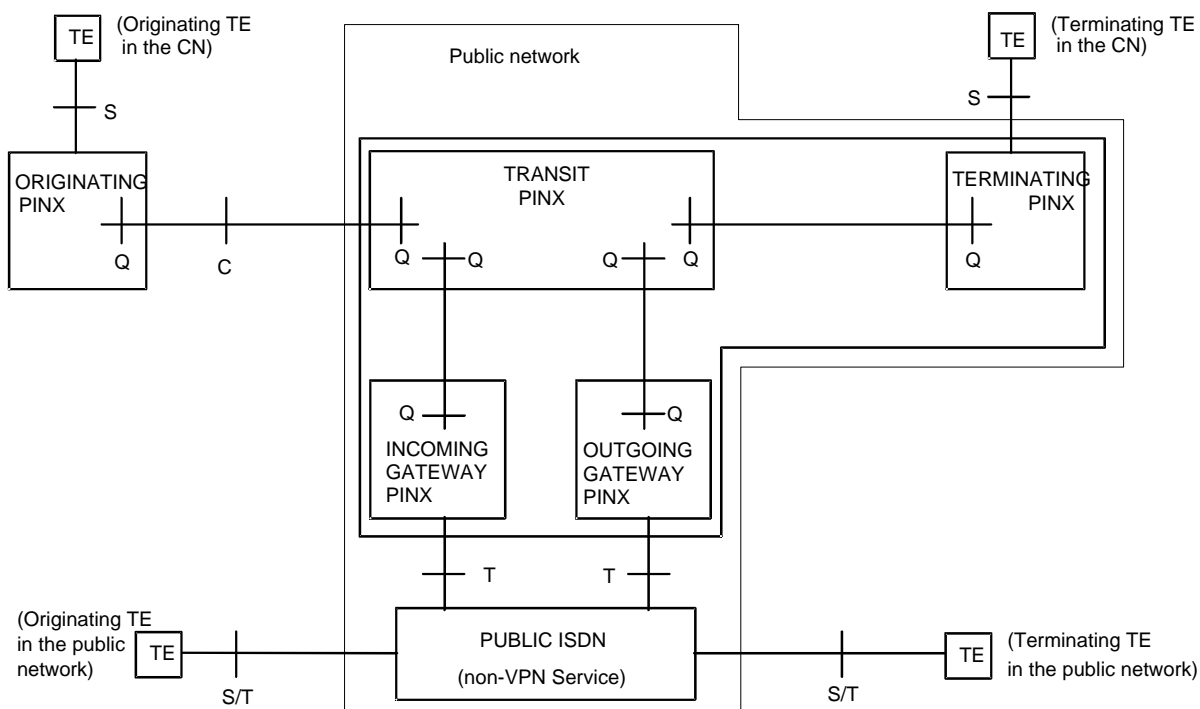 TE
(Originating TE
in the CN)
Public network
TE
(Terminating TE
in the CN)
S
S
ORIGINATING
PINX
TRANSIT
PINX
TERMINATING
PINX
Q
C
Q
Q
Q
Q
Q
Q
Q
INCOMING
GATEWAY
PINX
OUTGOING
GATEWAY
PINX
T
T
(Originating TE
in the public
network)
TE
PUBLIC ISDN
(non-VPN Service)
TE
(Terminating TE
in the public network)
S/T
S/T